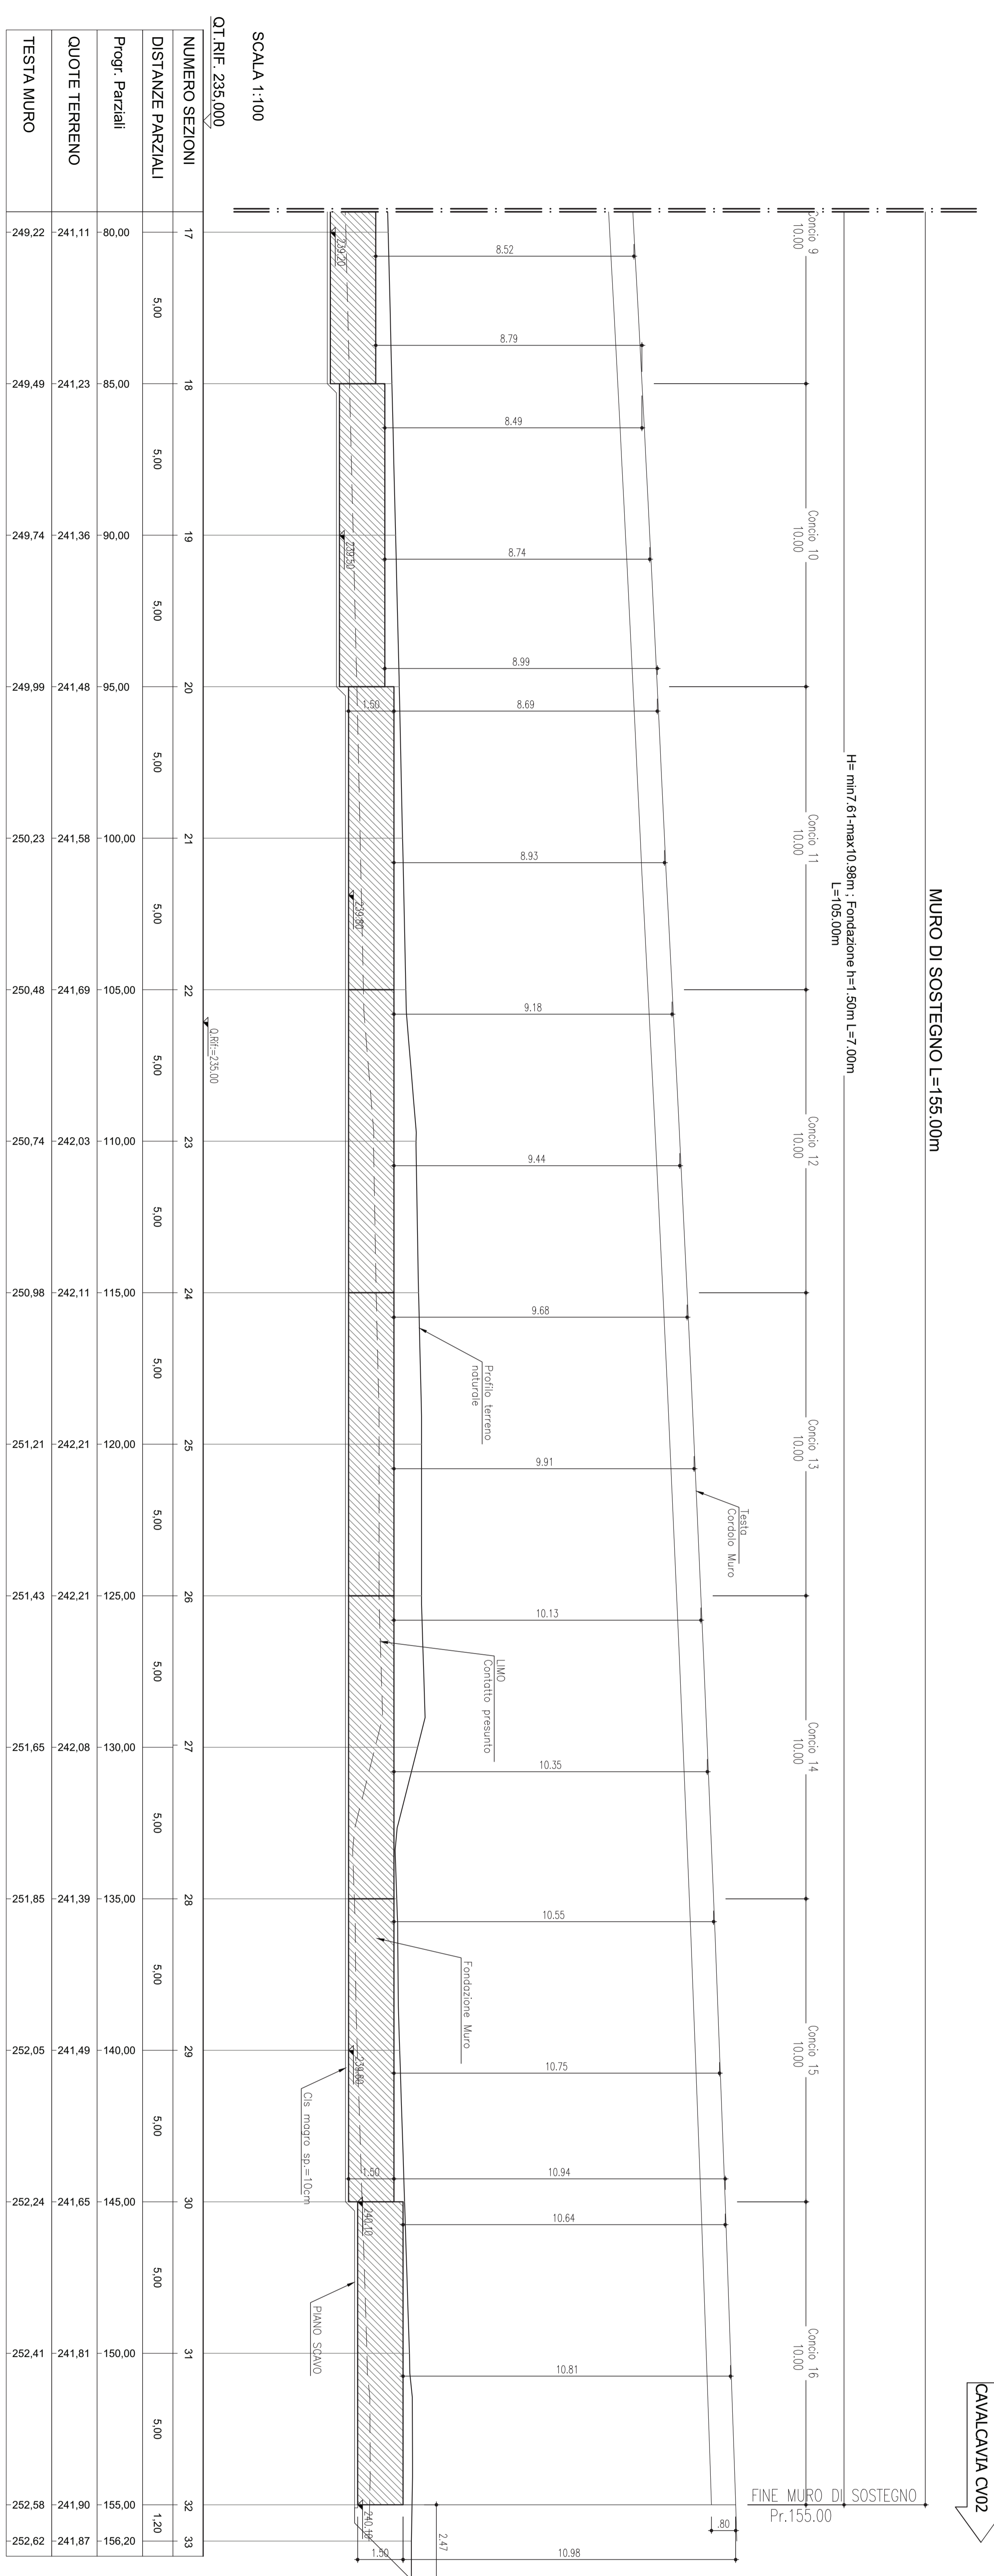 CAVALCAVIA CV02
MURO DI SOSTEGNO L=155.00m
H= min7.61-max10.98m ; Fondazione h=1.50m L=7.00m
L=105.00m
FINE MURO DI SOSTEGNO
Pr.155.00
Concio 9
10.00
Concio 10
10.00
Concio 11
10.00
Concio 12
10.00
Concio 13
10.00
Concio 14
10.00
Concio 15
10.00
Concio 16
10.00
8.52
8.79
8.49
8.74
8.99
8.69
8.93
9.18
9.44
9.68
9.91
10.13
10.35
10.55
10.75
10.94
10.64
10.81
10.98
.80
2.47
1.50
1.50
1.50
Testa
Cordolo Muro
Profilo terreno
naturale
LIMO
Contatto presunto
Fondazione Muro
Cls magro sp.=10cm
PIANO SCAVO
239.20
239.50
239.80
239.80
240.10
240.10
Q.Rif.=235.00
SCALA 1:100
QT.RIF. 235,000
NUMERO SEZIONI 17 18 19 20 21 22 23 24 25 26 27 28 29 30 31 32 33
DISTANZE PARZIALI 5,00 5,00 5,00 5,00 5,00 5,00 5,00 5,00 5,00 5,00 5,00 5,00 5,00 5,00 5,00 1,20
Progr. Parziali 80,00 85,00 90,00 95,00 100,00 105,00 110,00 115,00 120,00 125,00 130,00 135,00 140,00 145,00 150,00 155,00 156,20
QUOTE TERRENO 241,11 241,23 241,36 241,48 241,58 241,69 242,03 242,11 242,21 242,21 242,08 241,39 241,49 241,65 241,81 241,90 241,87
TESTA MURO 249,22 249,49 249,74 249,99 250,23 250,48 250,74 250,98 251,21 251,43 251,65 251,85 252,05 252,24 252,41 252,58 252,62